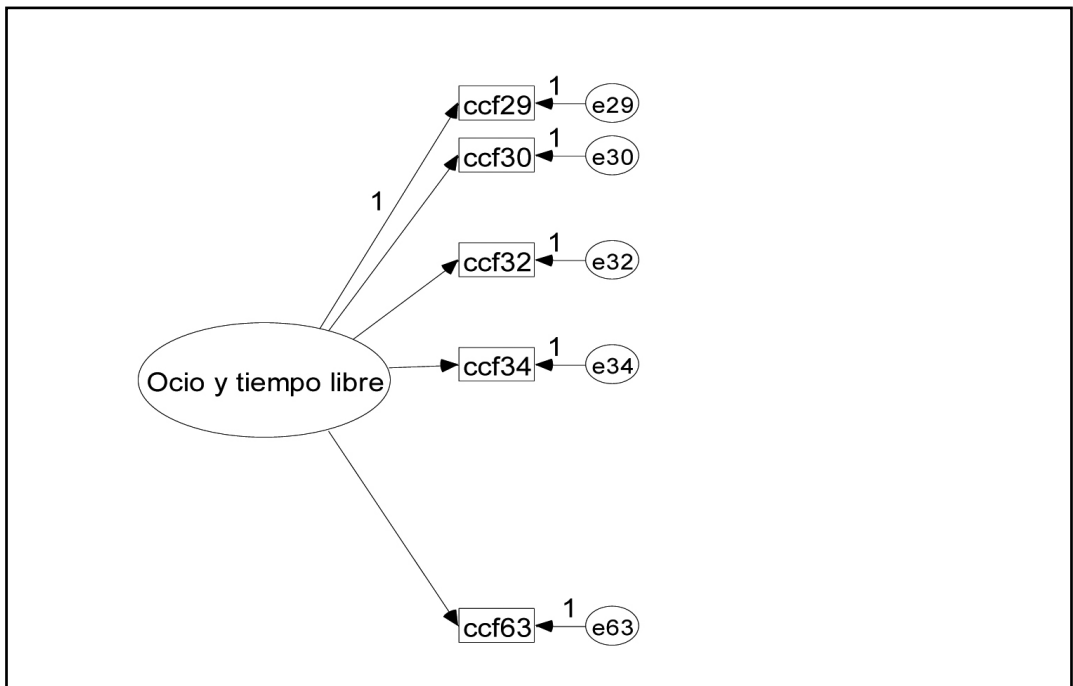 1
ccf29
e29
1
ccf30
e30
1
1
ccf32
e32
1
ccf34
e34
Ocio y tiempo libre
1
ccf63
e63